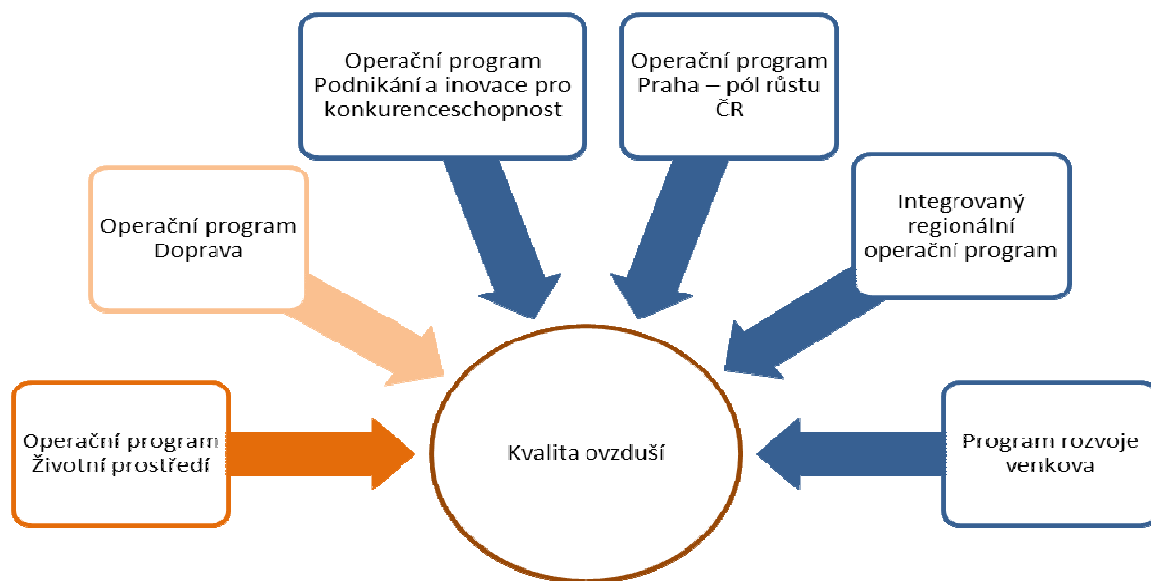 Operační program
Podnikání a inovace pro
konkurenceschopnost
Operační program
Praha – pól růstu
ČR
Operační program
Doprava
Integrovaný
regionální
operační program
Operační program
Životní prostředí
Kvalita ovzduší
Program rozvoje
venkova